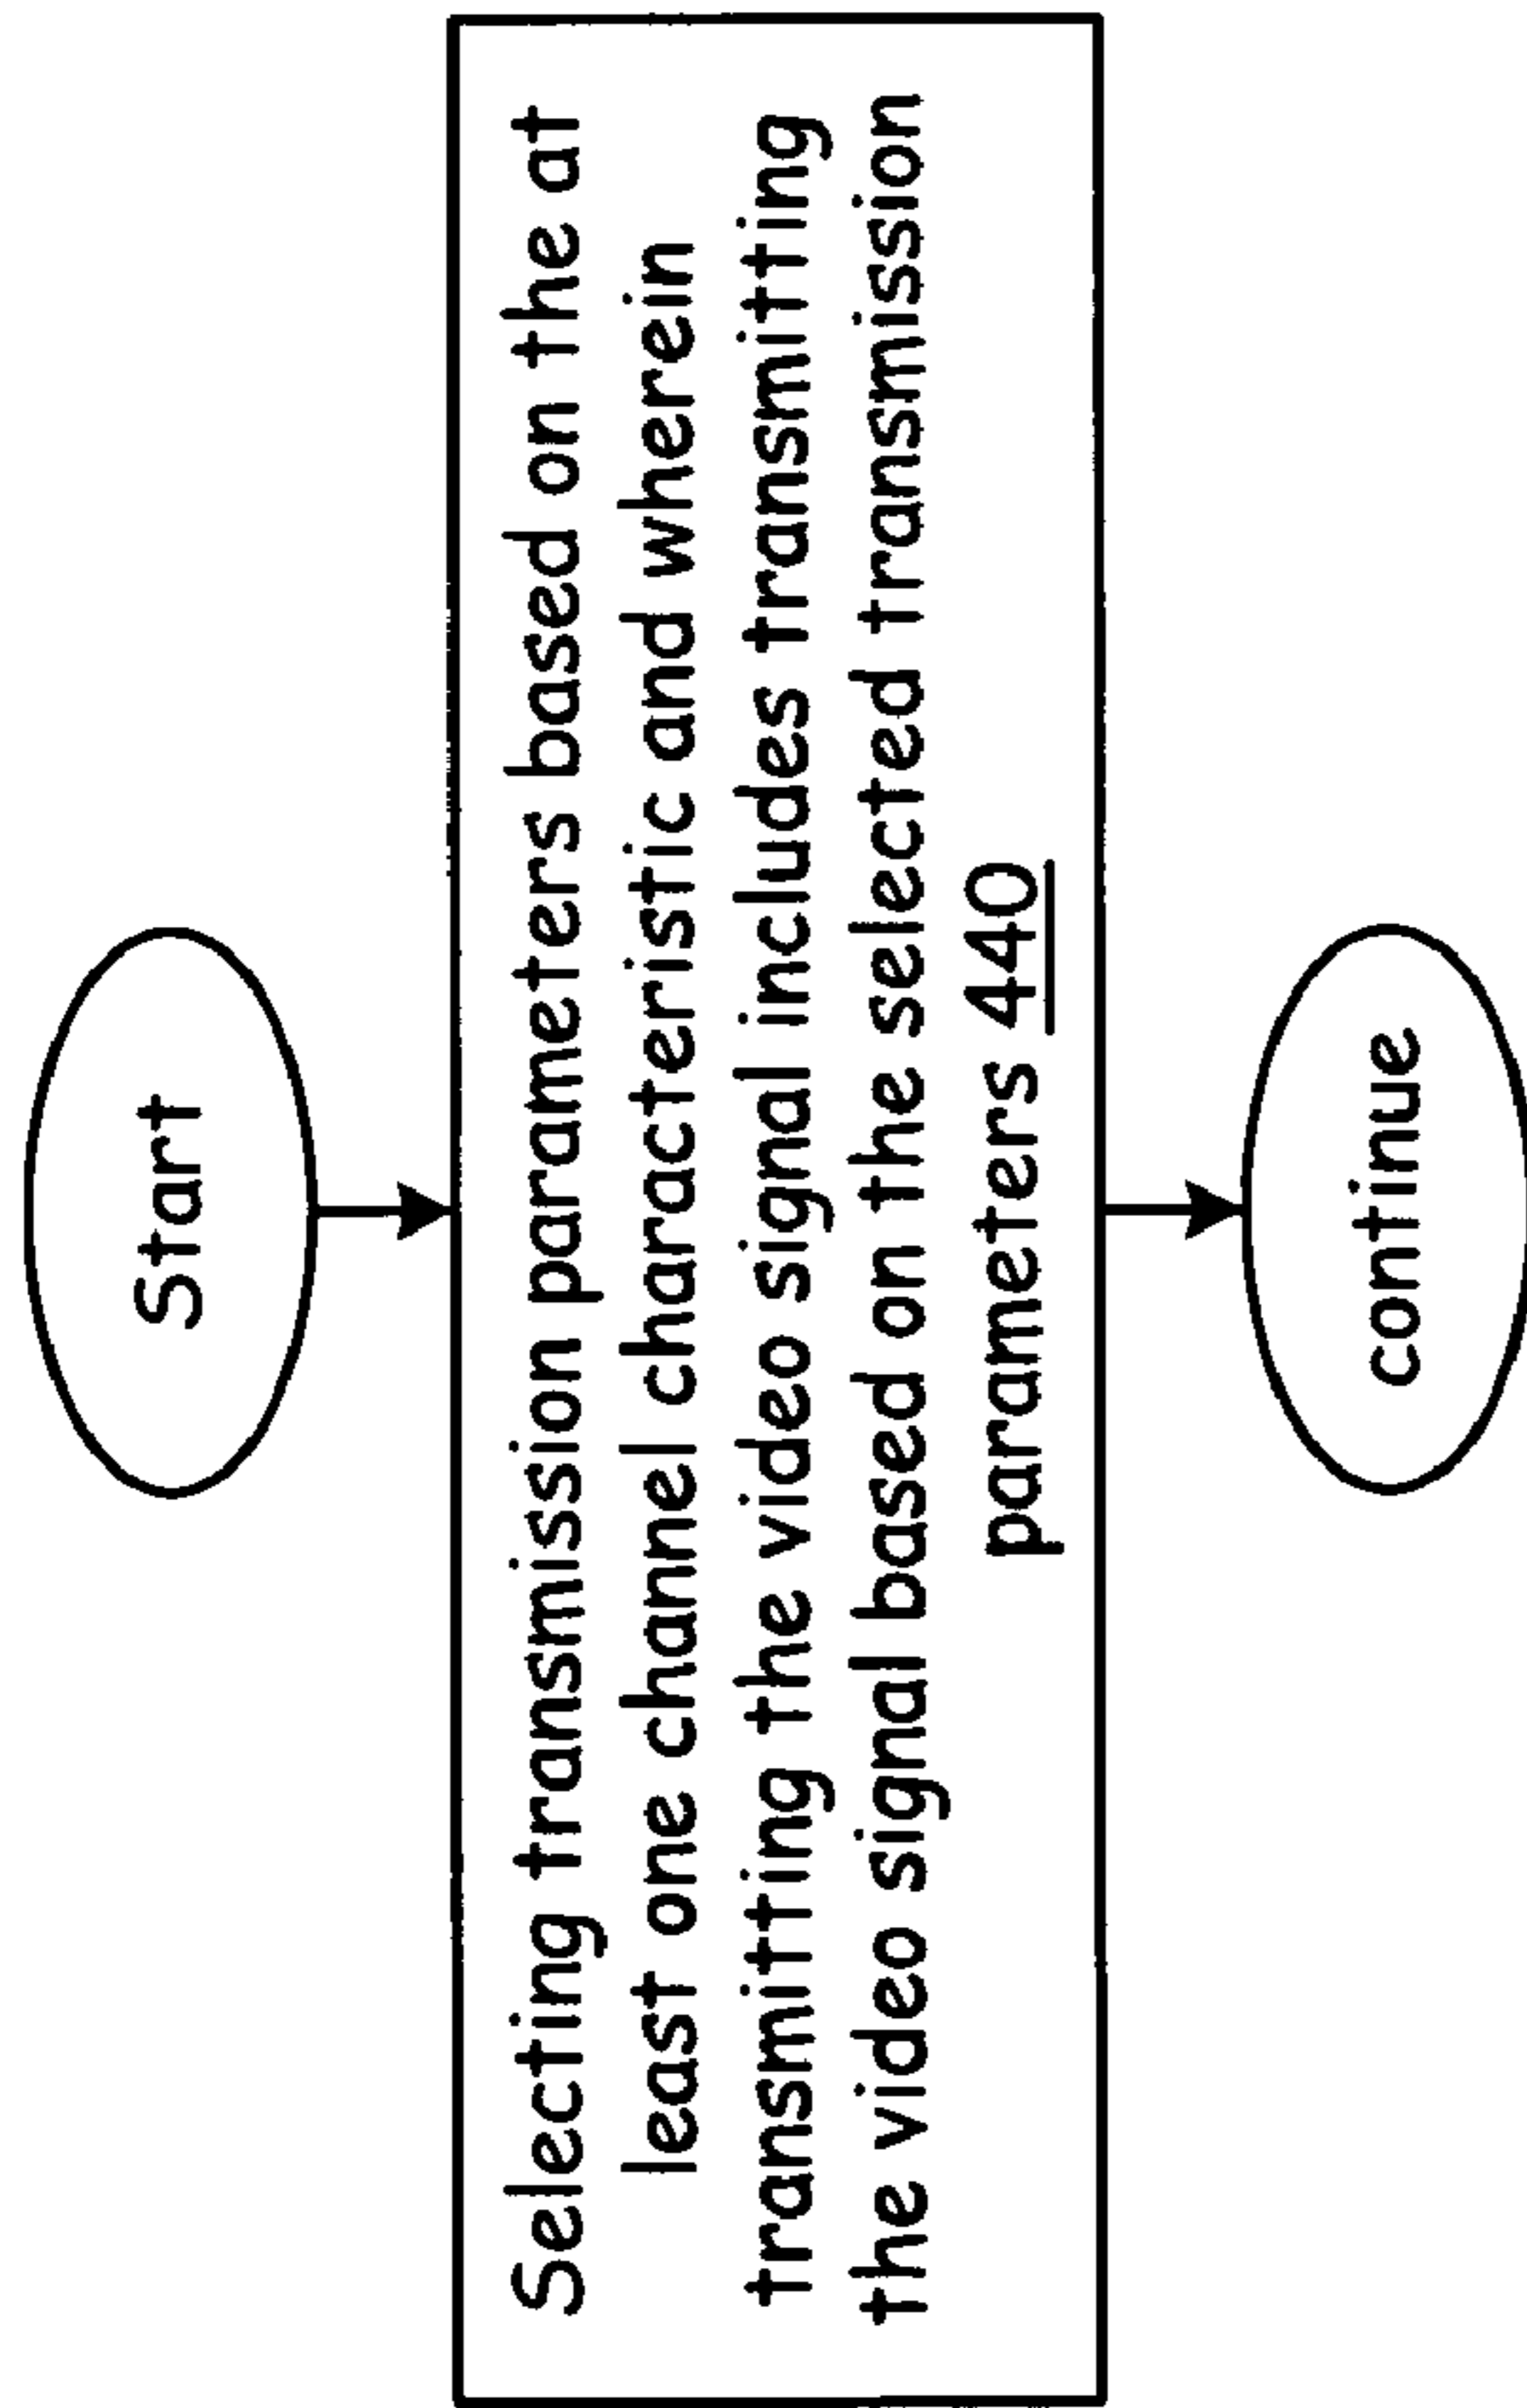 Start
Selecting transmission parameters based on the at
least one channel characteristic and wherein
transmitting the video signal includes transmitting
the video signal based on the selected transmission
parameters 440
continue